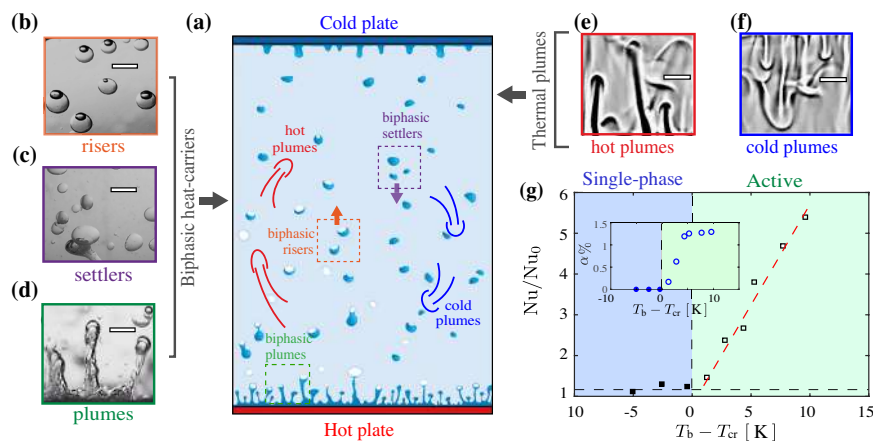 (b)
risers
(c)
settlers
(d)
plumes
Biphasic heat-carriers
(a)
Cold plate
hot
plumes
biphasic
settlers
biphasic
risers
cold
plumes
biphasic
plumes
Hot plate
Thermal plumes
(e)
hot plumes
(f)
cold plumes
(g)
Single-phase
Active
Nu/Nu0
6
5
4
3
2
1
α%
1.5
1
0.5
0
-10
0
10
Tb − Tcr [K]
10
-5
0
5
10
15
Tb − Tcr [K]